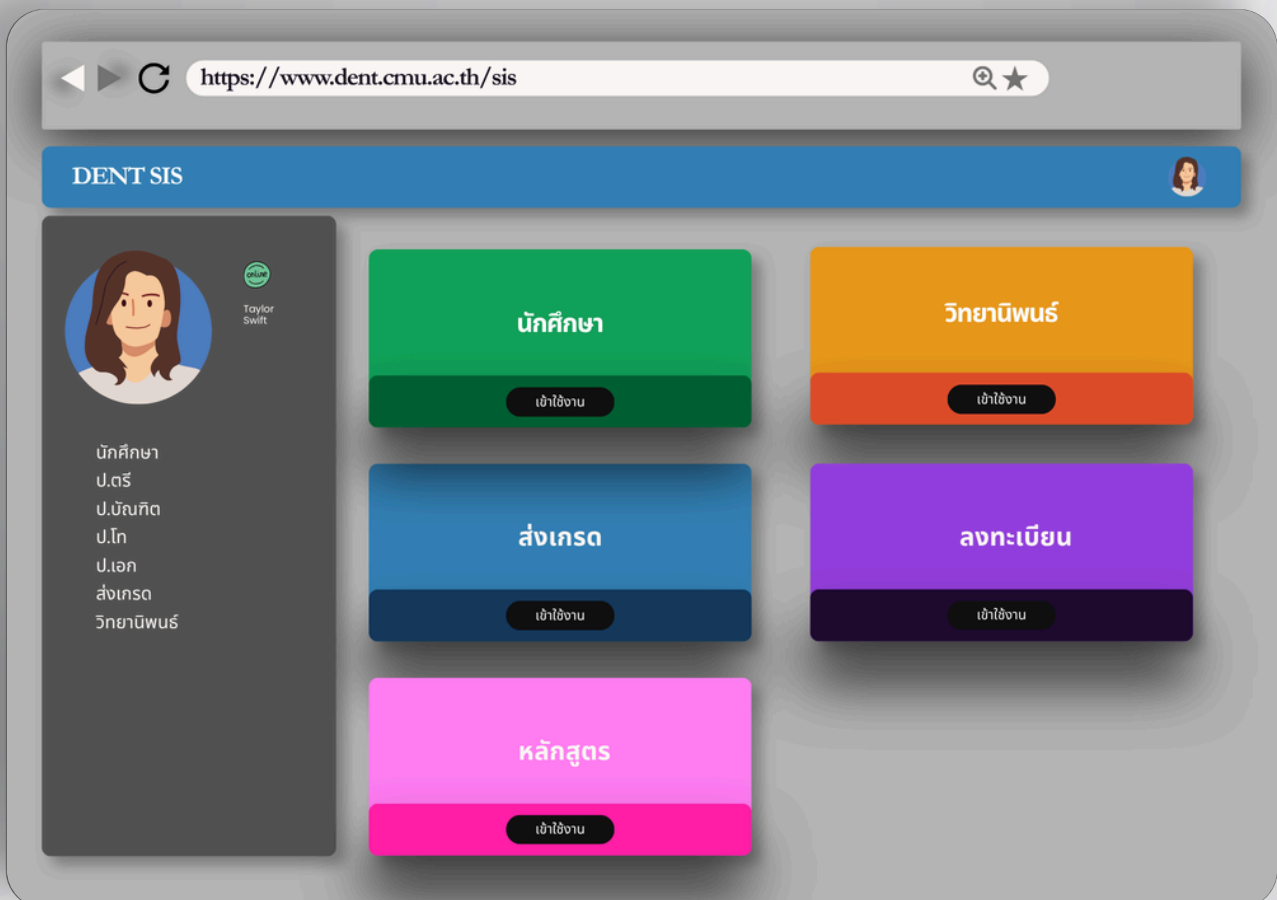 https://www.dent.cmu.ac.th/sis
DENT SIS
online
Taylor
Swift
นักศึกษา
ป.ตรี
ป.บัณฑิต
ป.โท
ป.เอก
ส่งเกรด
วิทยานิพนธ์
นักศึกษา
เข้าใช้งาน
วิทยานิพนธ์
เข้าใช้งาน
ส่งเกรด
เข้าใช้งาน
ลงทะเบียน
เข้าใช้งาน
หลักสูตร
เข้าใช้งาน